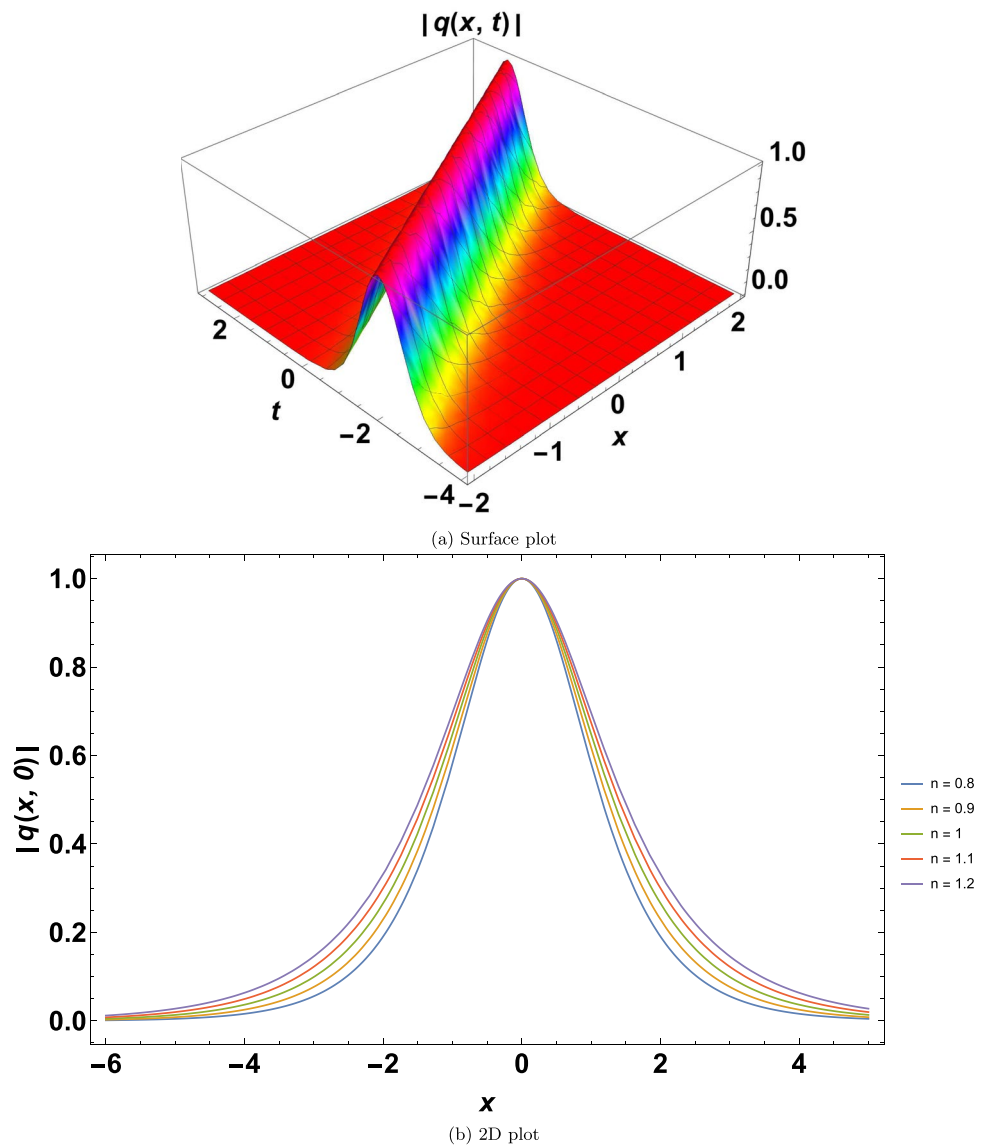 |q(x, t)|
1.0
0.5
0.0
2
0
−2
−4
t
−2
−1
0
1
2
x
(a) Surface plot
1.0
0.8
0.6
0.4
0.2
0.0
|q(x, 0)|
−6
−4
−2
0
2
4
x
n = 0.8
n = 0.9
n = 1
n = 1.1
n = 1.2
(b) 2D plot